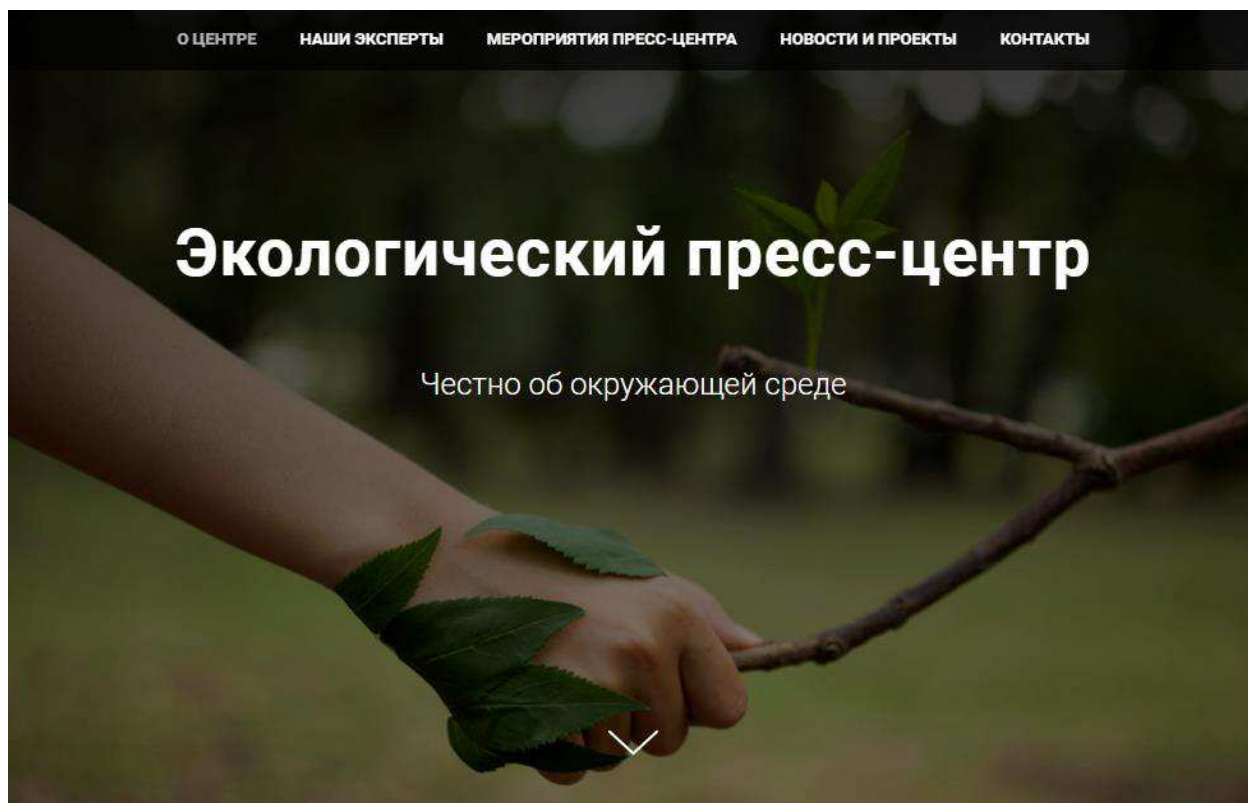 О ЦЕНТРЕ НАШИ ЭКСПЕРТЫ МЕРОПРИЯТИЯ ПРЕСС-ЦЕНТРА НОВОСТИ И ПРОЕКТЫ КОНТАКТЫ
Экологический пресс-центр
Честно об окружающей среде